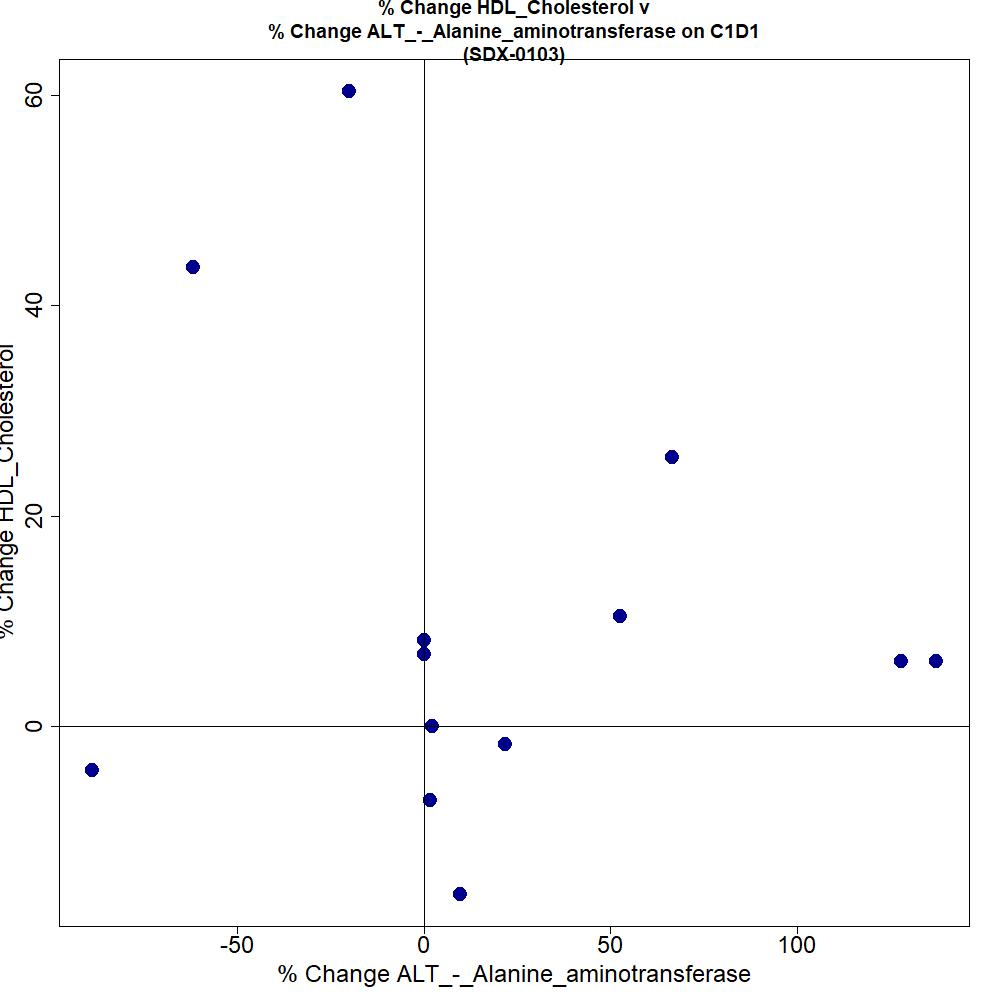 % Change HDL_Cholesterol v
% Change ALT_-_Alanine_aminotransferase on C1D1
(SDX-0103)
60
40
20
0
% Change HDL_Cholesterol
-50
0
50
100
% Change ALT_-_Alanine_aminotransferase